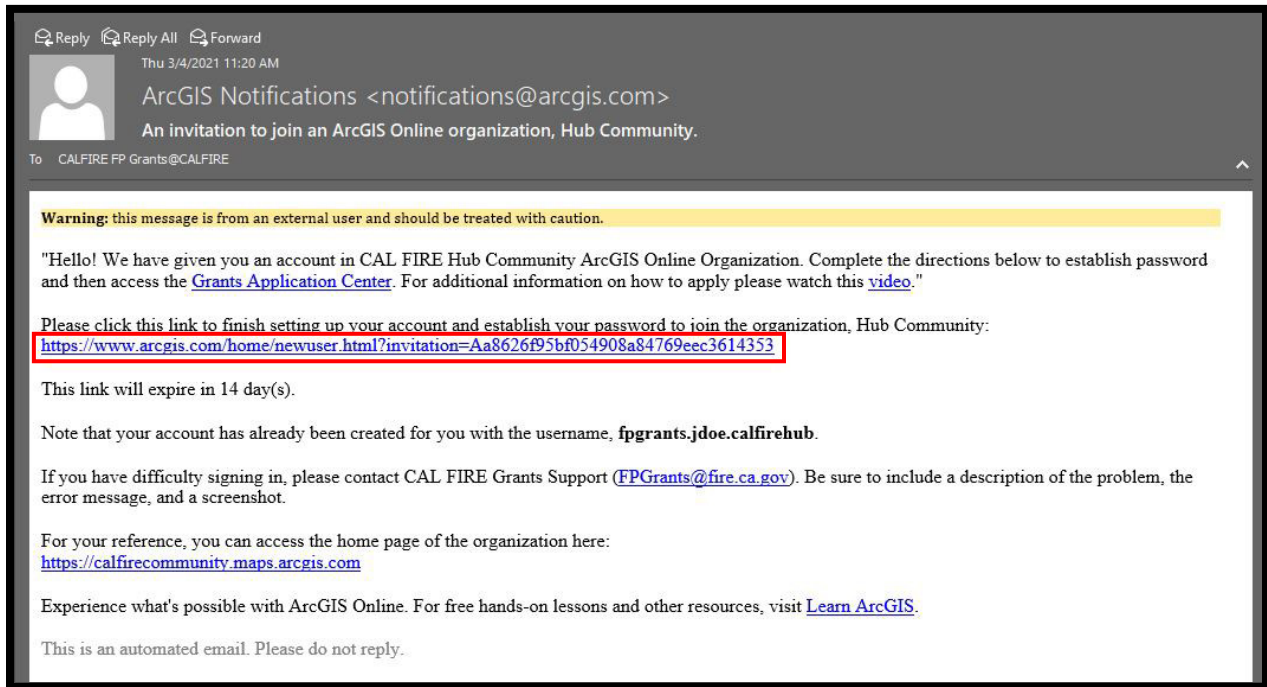 Reply Reply All Forward
Thu 3/4/2021 11:20 AM
ArcGIS Notifications <notifications@arcgis.com>
An invitation to join an ArcGIS Online organization, Hub Community.
To CALFIRE FP Grants@CALFIRE
Warning: this message is from an external user and should be treated with caution.
"Hello! We have given you an account in CAL FIRE Hub Community ArcGIS Online Organization. Complete the directions below to establish password
and then access the Grants Application Center. For additional information on how to apply please watch this video."
Please click this link to finish setting up your account and establish your password to join the organization, Hub Community:
https://www.arcgis.com/home/newuser.html?invitation=Aa8626f95bf054908a84769eec3614353
This link will expire in 14 day(s).
Note that your account has already been created for you with the username, fpgrants.jdoe.calfirehub.
If you have difficulty signing in, please contact CAL FIRE Grants Support (FPGrants@fire.ca.gov). Be sure to include a description of the problem, the
error message, and a screenshot.
For your reference, you can access the home page of the organization here:
https://calfirecommunity.maps.arcgis.com
Experience what's possible with ArcGIS Online. For free hands-on lessons and other resources, visit Learn ArcGIS.
This is an automated email. Please do not reply.